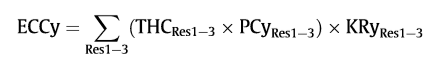 ECCy = ∑_{Res1−3} (THC_{Res1−3} × PCy_{Res1−3}) × KRy_{Res1−3}